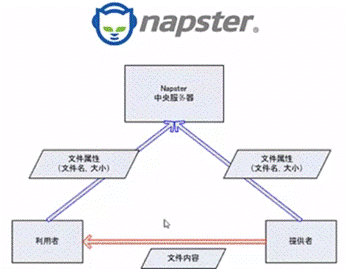 napster®
Napster
中央服务器
文件属性
(文件名, 大小)
文件属性
(文件名, 大小)
利用者
提供者
文件内容